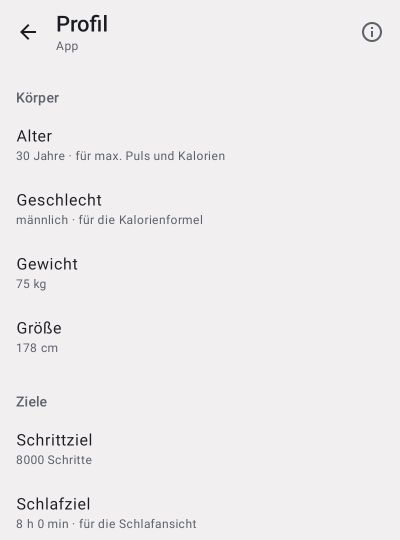 Profil
App
Körper
Alter
30 Jahre · für max. Puls und Kalorien
Geschlecht
männlich · für die Kalorienformel
Gewicht
75 kg
Größe
178 cm
Ziele
Schrittziel
8000 Schritte
Schlafziel
8 h 0 min · für die Schlafansicht